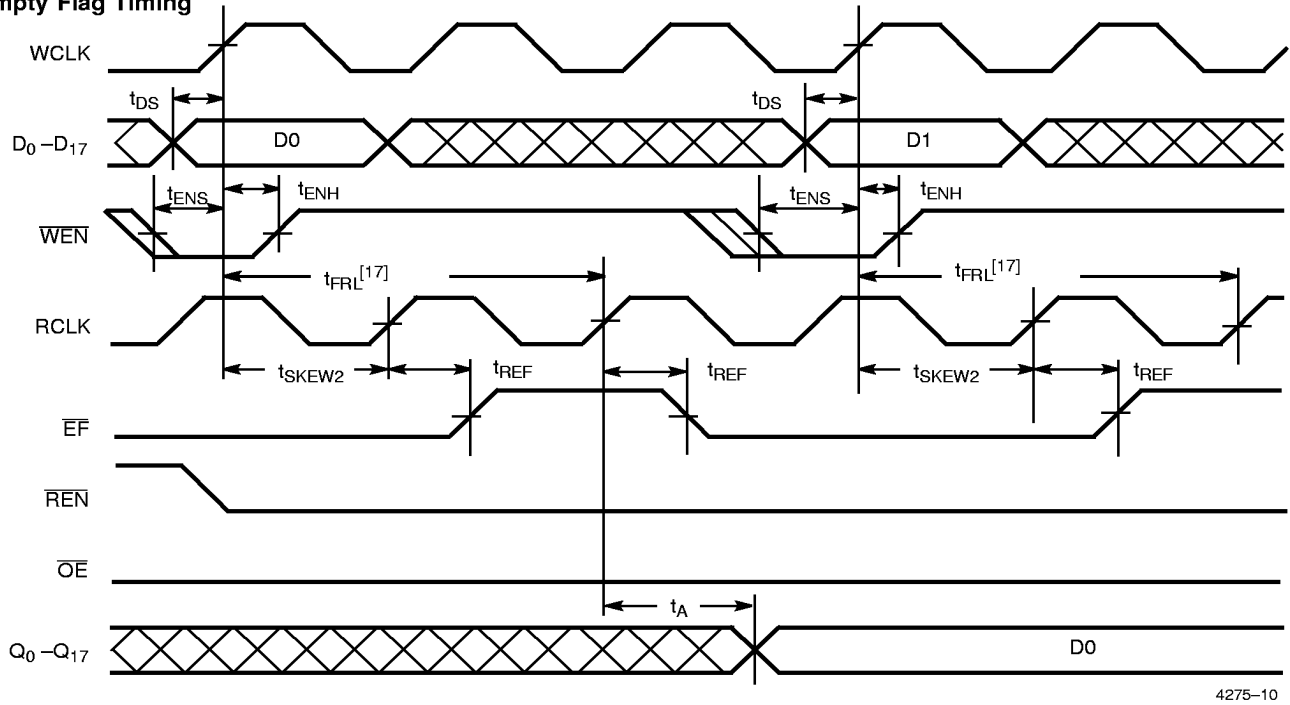 mpty Flag Timing
WCLK
tDS tDS
D0 –D17 D0 D1
tENS tENH tENS tENH
WEN
tFRL[17] tFRL[17]
RCLK
tSKEW2 tREF tREF tSKEW2 tREF
EF
REN
OE
tA
Q0 –Q17 D0
4275–10